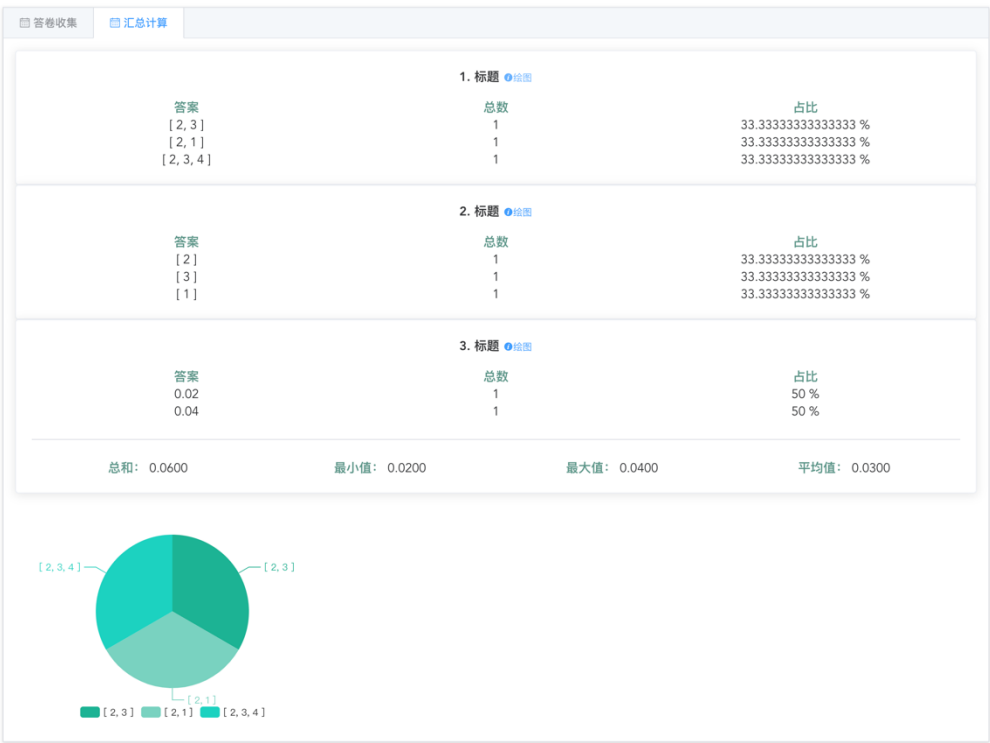 答卷收集 汇总计算
1. 标题 绘图
答案 总数 占比
[ 2, 3 ] 1 33.33333333333333 %
[ 2, 1 ] 1 33.33333333333333 %
[ 2, 3, 4 ] 1 33.33333333333333 %
2. 标题 绘图
答案 总数 占比
[ 2 ] 1 33.33333333333333 %
[ 3 ] 1 33.33333333333333 %
[ 1 ] 1 33.33333333333333 %
3. 标题 绘图
答案 总数 占比
0.02 1 50 %
0.04 1 50 %
总和: 0.0600 最小值: 0.0200 最大值: 0.0400 平均值: 0.0300
[ 2, 3, 4 ] [ 2, 3 ]
[ 2, 1 ]
[ 2, 3 ] [ 2, 1 ] [ 2, 3, 4 ]